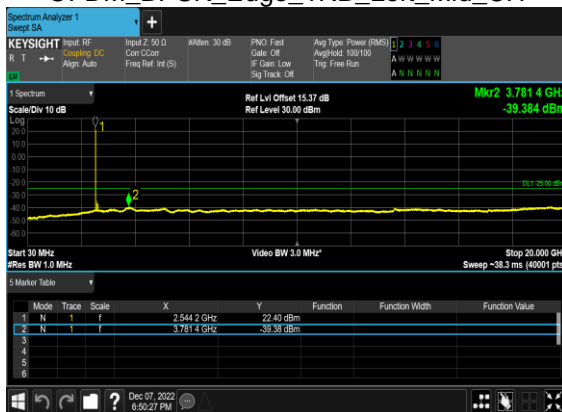 Spectrum Analyzer 1
Swept SA
+
KEYSIGHT Input: RF Input Z: 50 Ω #Atten: 30 dB PNO: Fast Avg Type: Power (RMS) 1 2 3 4 5 6
R T Coupling: DC Corr CCorr Gate: Off Avg|Hold: 100/100 A W W W W W
Align: Auto Freq Ref: Int (S) IF Gain: Low Trig: Free Run
LU Sig Track: Off A N N N N N
1 Spectrum Ref Lvl Offset 15.37 dB Mkr2 3.781 4 GHz
Scale/Div 10 dB Ref Level 30.00 dBm -39.384 dBm
Log
20.0
10.0
0.00
-10.0
-20.0
-30.0
-40.0
-50.0
-60.0
1
2
Start 30 MHz Video BW 3.0 MHz* Stop 20.000 GH
#Res BW 1.0 MHz Sweep ~38.3 ms (40001 pts
5 Marker Table
Mode Trace Scale X Y Function Function Width Function Value
1 N 1 f 2.544 2 GHz 22.40 dBm
2 N 1 f 3.781 4 GHz -39.38 dBm
3
4
5
6
? Dec 07, 2022
6:50:27 PM